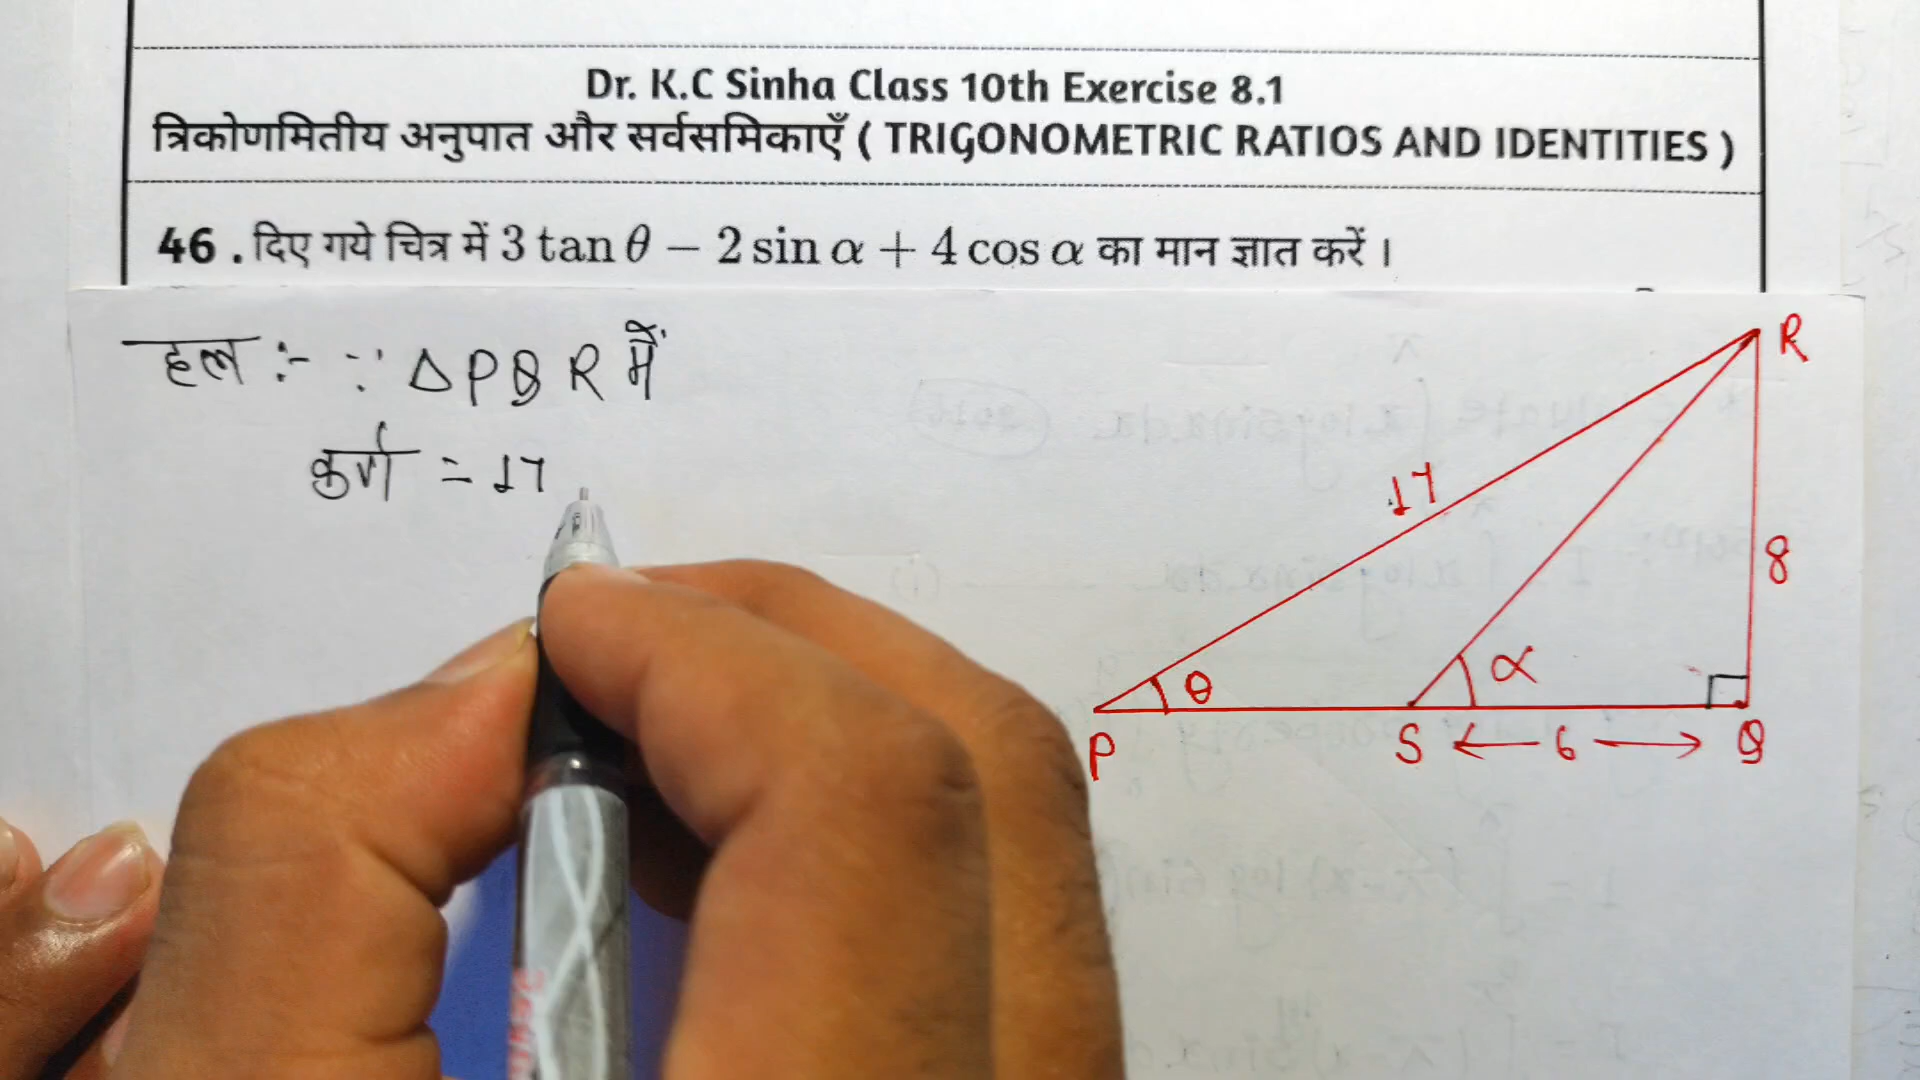 Dr. K.C Sinha Class 10th Exercise 8.1
त्रिकोणमितीय अनुपात और सर्वसमिकाएँ ( TRIGONOMETRIC RATIOS AND IDENTITIES )
46 . दिए गये चित्र में 3 tan θ − 2 sin α + 4 cos α का मान ज्ञात करें ।
हल :- ∵ Δ PQR में
कर्ण = 17
R
17
8
θ
α
P
S ← 6 → Q